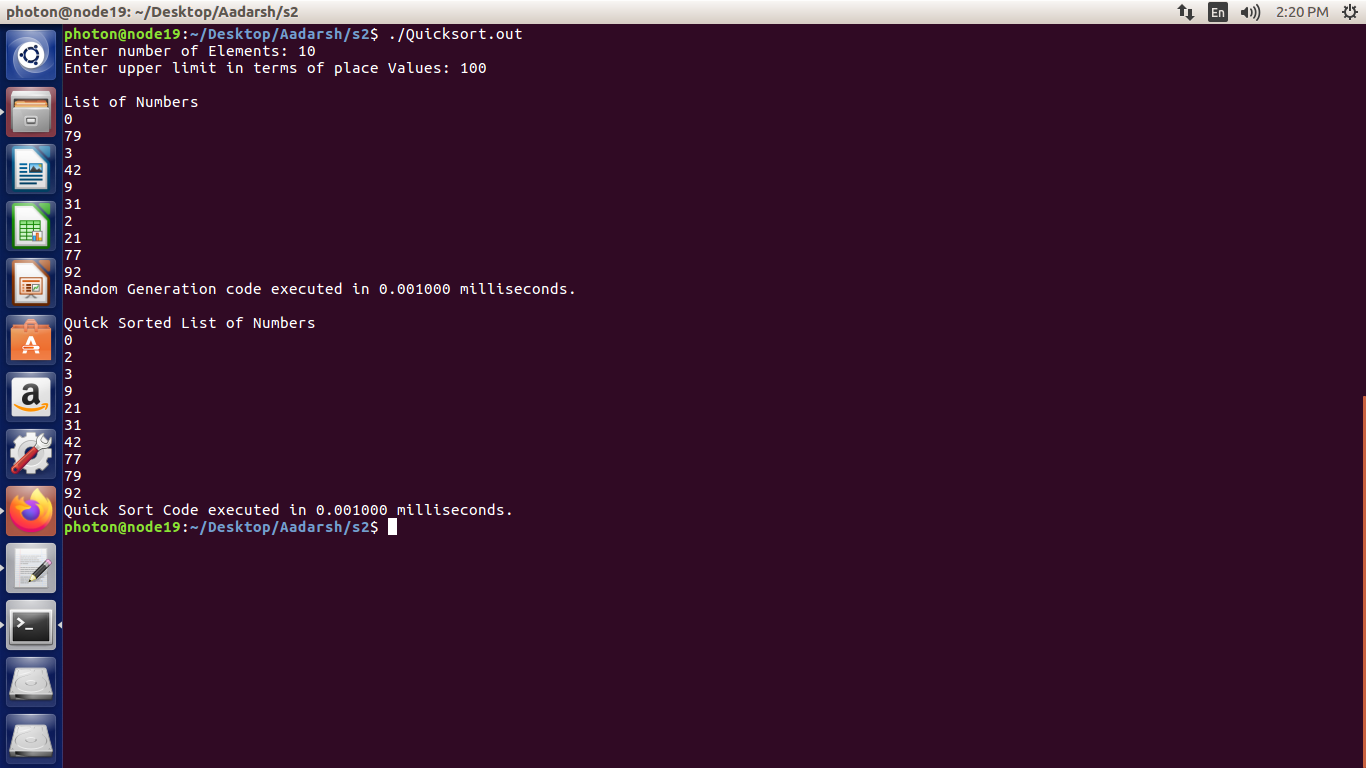 photon@node19: ~/Desktop/Aadarsh/s2
En
2:20 PM
photon@node19:~/Desktop/Aadarsh/s2$ ./Quicksort.out
Enter number of Elements: 10
Enter upper limit in terms of place Values: 100
List of Numbers
0
79
3
42
9
31
2
21
77
92
Random Generation code executed in 0.001000 milliseconds.
Quick Sorted List of Numbers
0
2
3
9
21
31
42
77
79
92
Quick Sort Code executed in 0.001000 milliseconds.
photon@node19:~/Desktop/Aadarsh/s2$